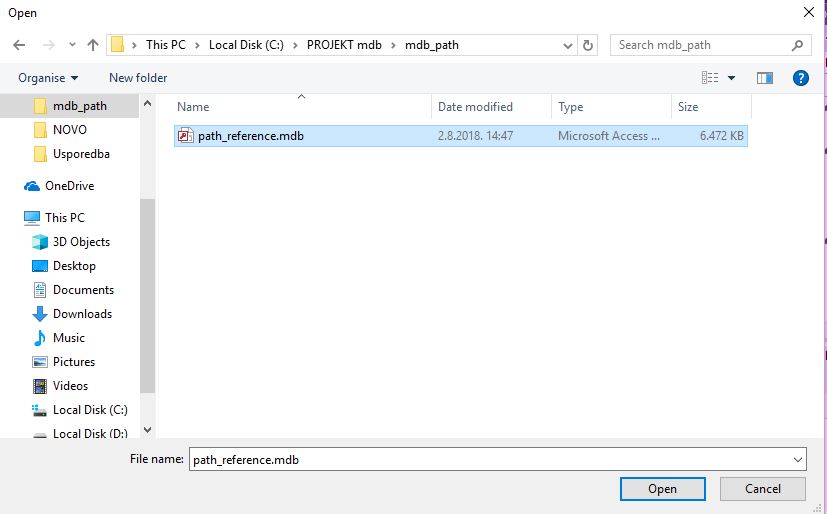 Open
This PC > Local Disk (C:) > PROJEKT mdb > mdb_path
Search mdb_path
Organise
New folder
mdb_path
NOVO
Usporedba
OneDrive
This PC
3D Objects
Desktop
Documents
Downloads
Music
Pictures
Videos
Local Disk (C:)
Local Disk (D:)
Name Date modified Type Size
path_reference.mdb 2.8.2018. 14:47 Microsoft Access ... 6.472 KB
File name: path_reference.mdb
Open Cancel